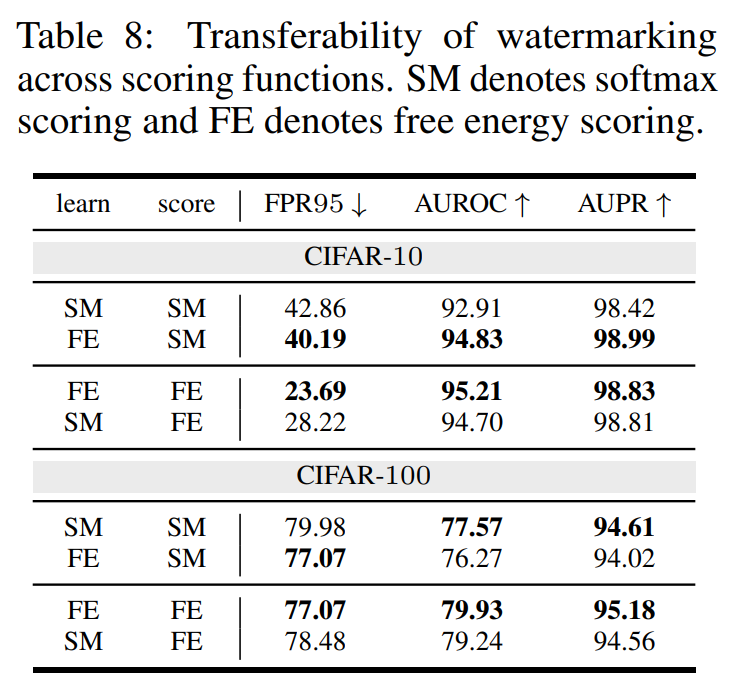 Table 8: Transferability of watermarking
across scoring functions. SM denotes softmax
scoring and FE denotes free energy scoring.
learn score FPR95 ↓ AUROC ↑ AUPR ↑
CIFAR-10
SM SM 42.86 92.91 98.42
FE SM 40.19 94.83 98.99
FE FE 23.69 95.21 98.83
SM FE 28.22 94.70 98.81
CIFAR-100
SM SM 79.98 77.57 94.61
FE SM 77.07 76.27 94.02
FE FE 77.07 79.93 95.18
SM FE 78.48 79.24 94.56